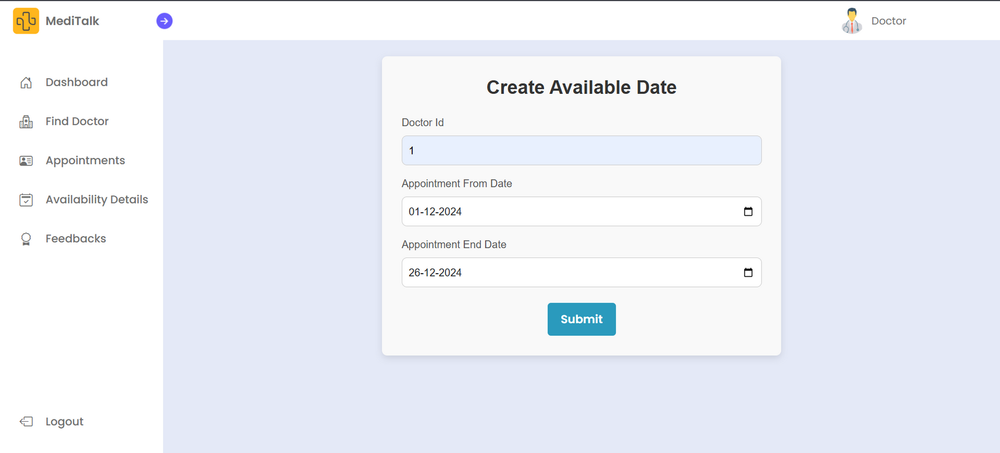 MediTalk
Doctor
Dashboard
Find Doctor
Appointments
Availability Details
Feedbacks
Logout
Create Available Date
Doctor Id
1
Appointment From Date
01-12-2024
Appointment End Date
26-12-2024
Submit